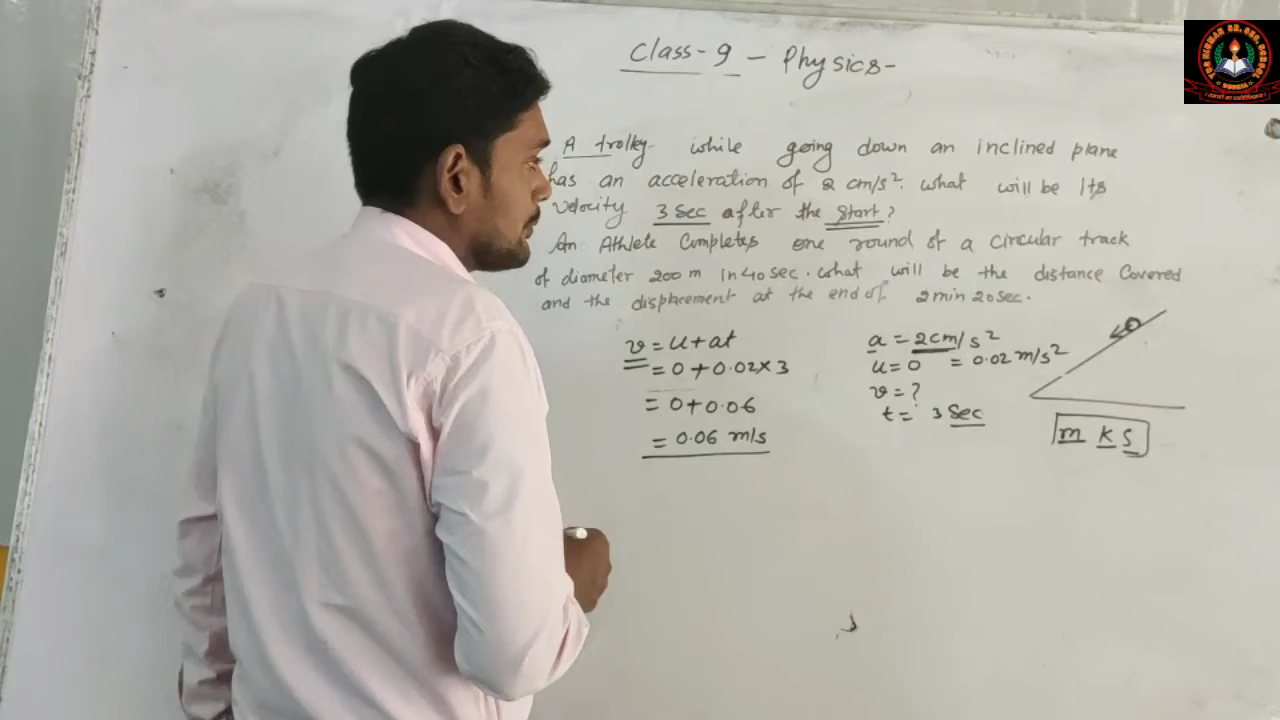 Class-9 - Physics-
A trolley while going down an inclined plane
has an acceleration of 2 cm/s². what will be Its
velocity 3 Sec after the Start?
An Athlete Completes one round of a circular track
of diameter 200 m in 40 sec. what will be the distance Covered
and the displacement at the end of 2 min 20 sec.
v = u + at
= 0 + 0.02 × 3
= 0 + 0.06
= 0.06 m/s
a = 2cm/s²
u = 0 = 0.02 m/s²
v = ?
t = 3 Sec
m k s